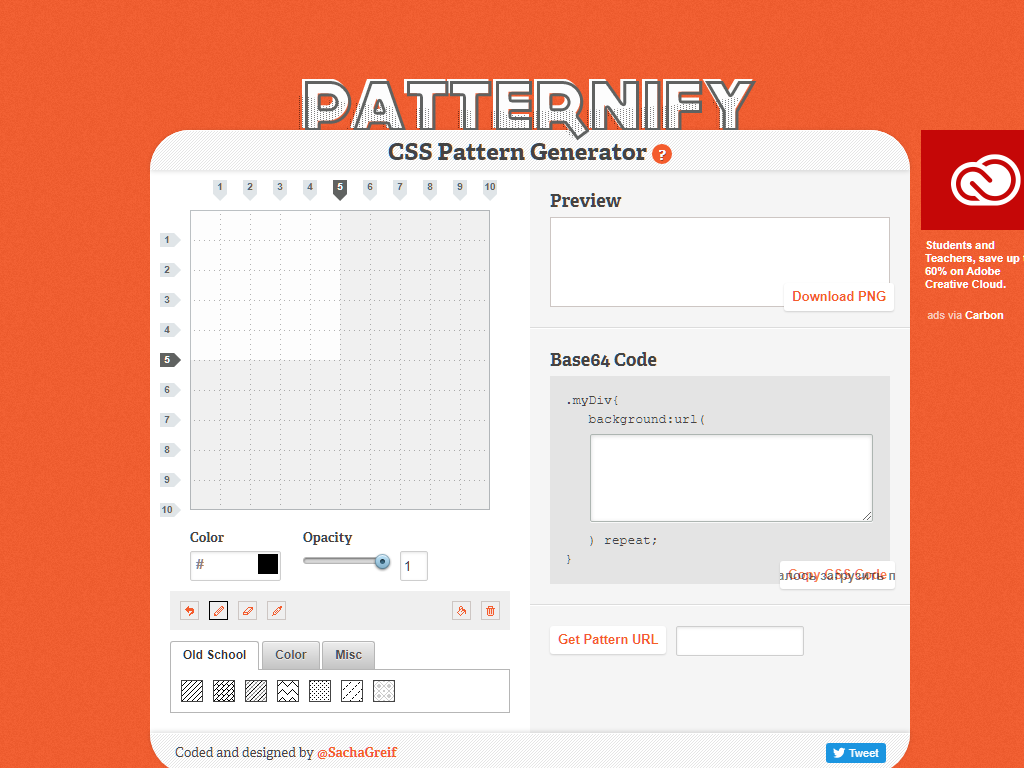 PATTERNIFY
CSS Pattern Generator ?
1 2 3 4 5 6 7 8 9 10
1
2
3
4
5
6
7
8
9
10
Color
Opacity
#
1
Old School
Color
Misc
Preview
Download PNG
Base64 Code
.myDiv{
background:url(
) repeat;
}
Copy CSS Code
Get Pattern URL
Students and
Teachers, save up
60% on Adobe
Creative Cloud.
ads via Carbon
Coded and designed by @SachaGreif
Tweet